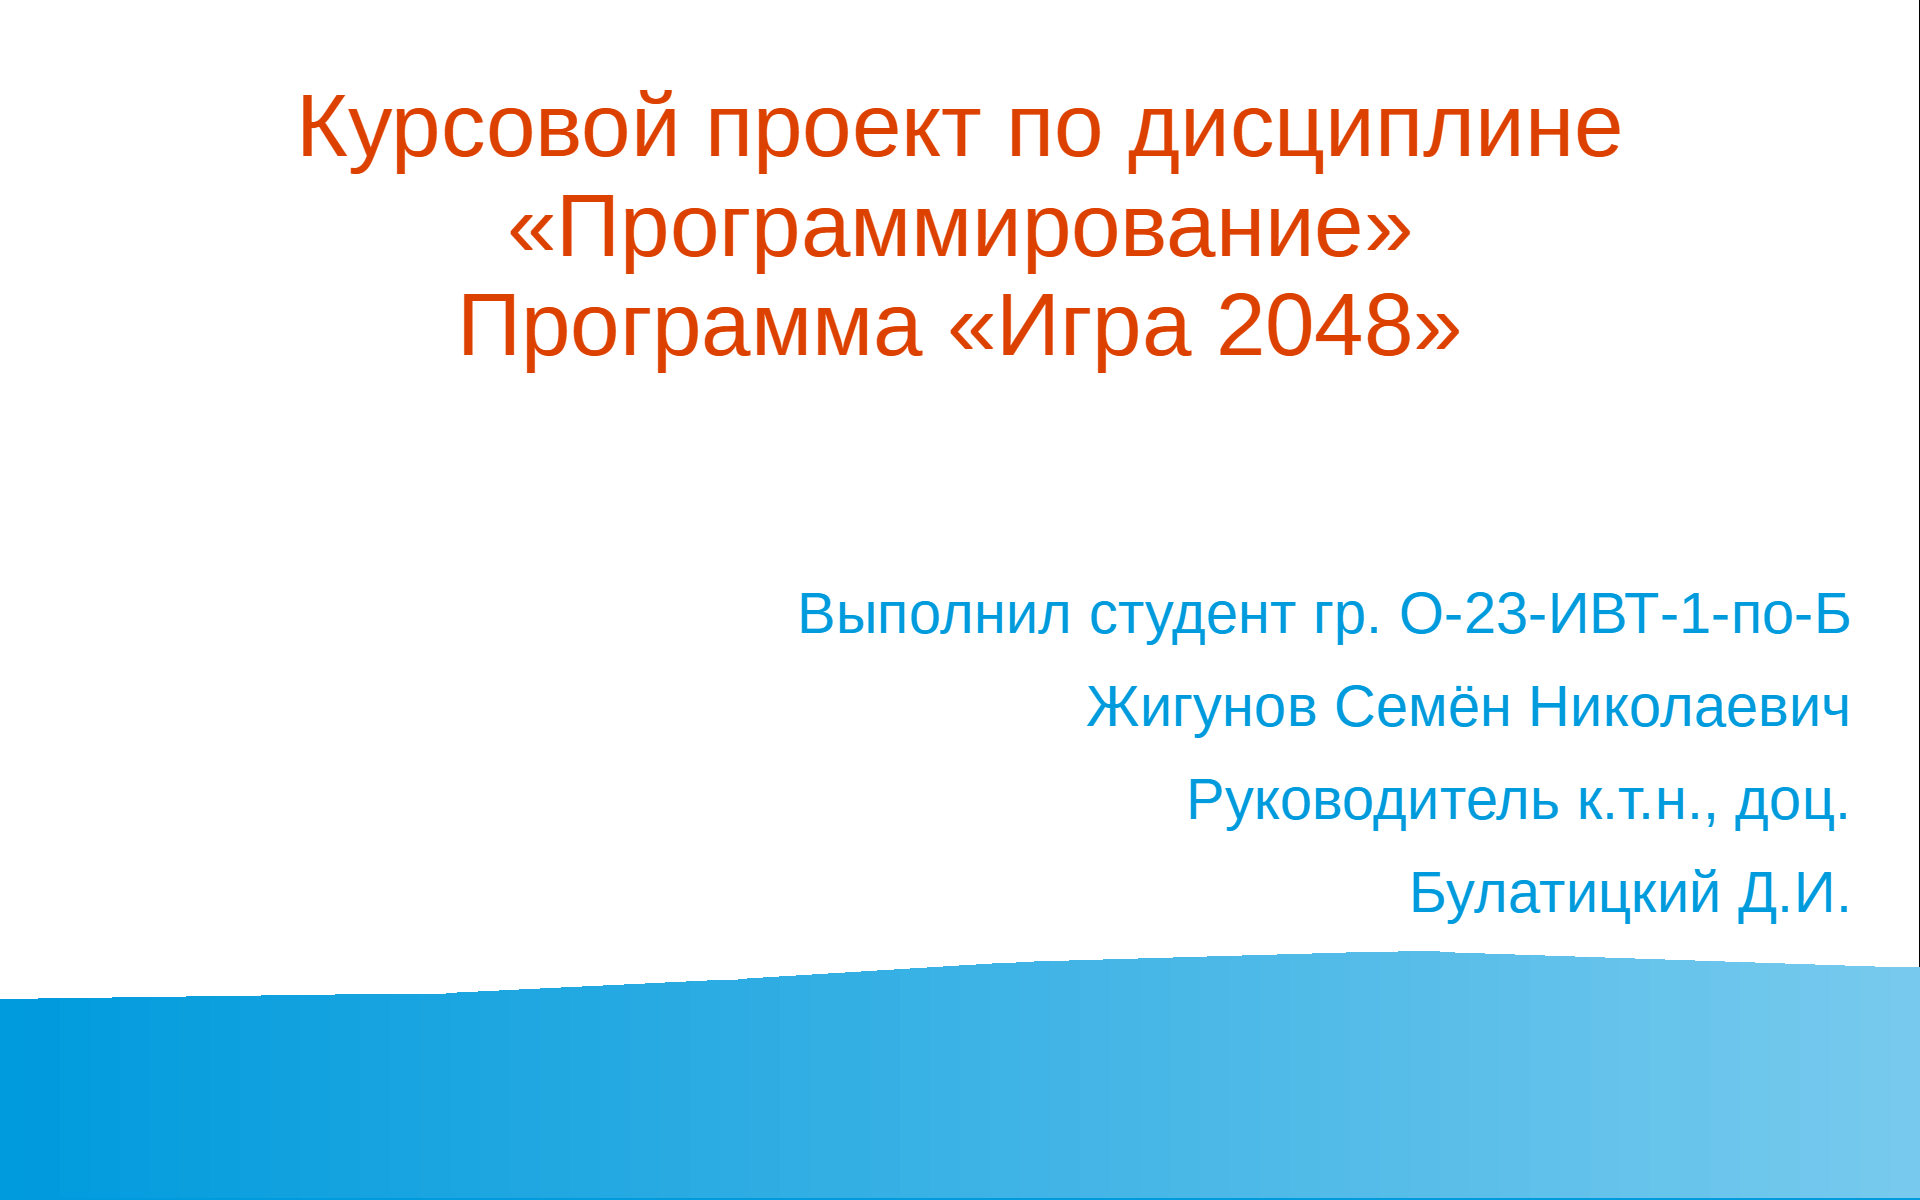 Курсовой проект по дисциплине
«Программирование»
Программа «Игра 2048»
Выполнил студент гр. О-23-ИВТ-1-по-Б
Жигунов Семён Николаевич
Руководитель к.т.н., доц.
Булатицкий Д.И.